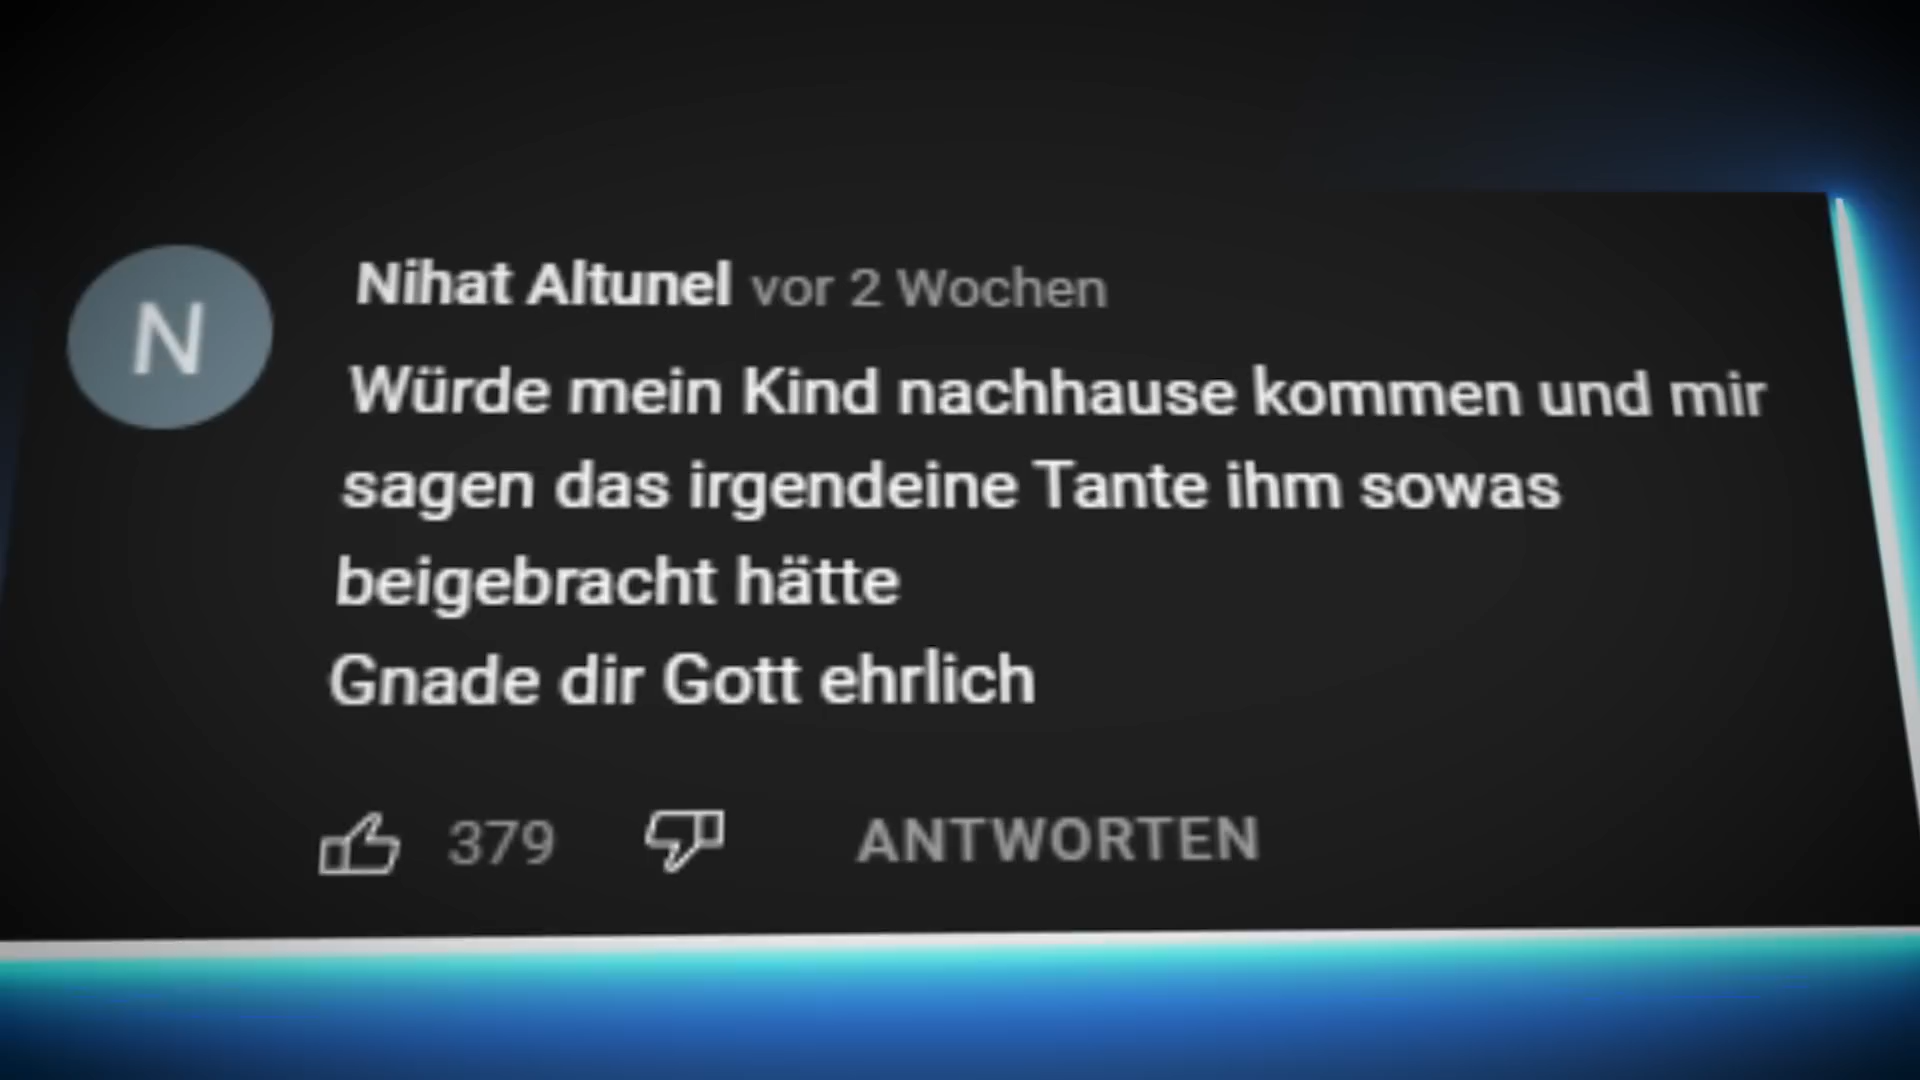 N
Nihat Altunel vor 2 Wochen
Würde mein Kind nachhause kommen und mir
sagen das irgendeine Tante ihm sowas
beigebracht hätte
Gnade dir Gott ehrlich
379 ANTWORTEN